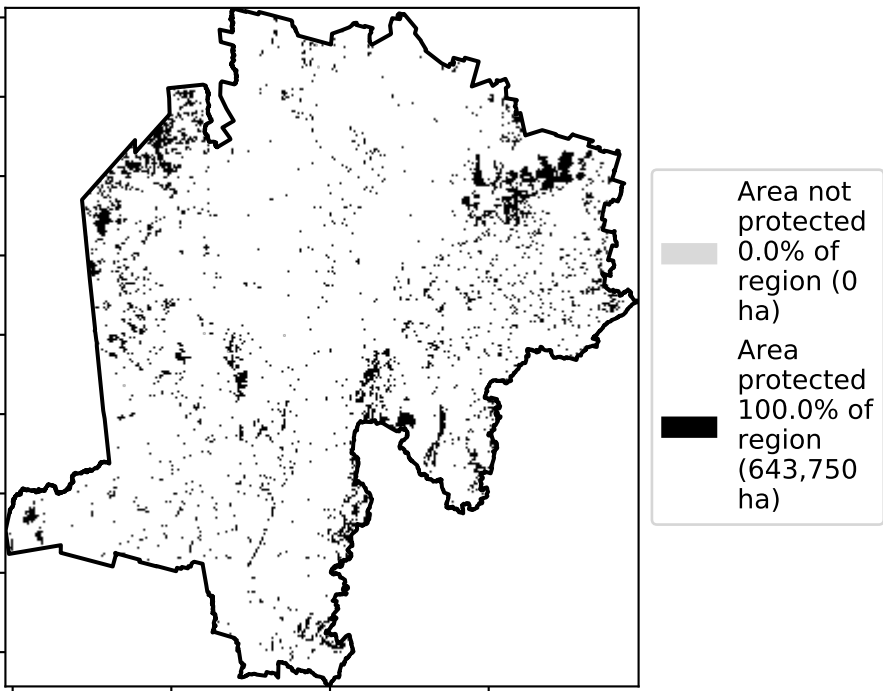 Area not
protected
0.0% of
region (0
ha)
Area
protected
100.0% of
region
(643,750
ha)